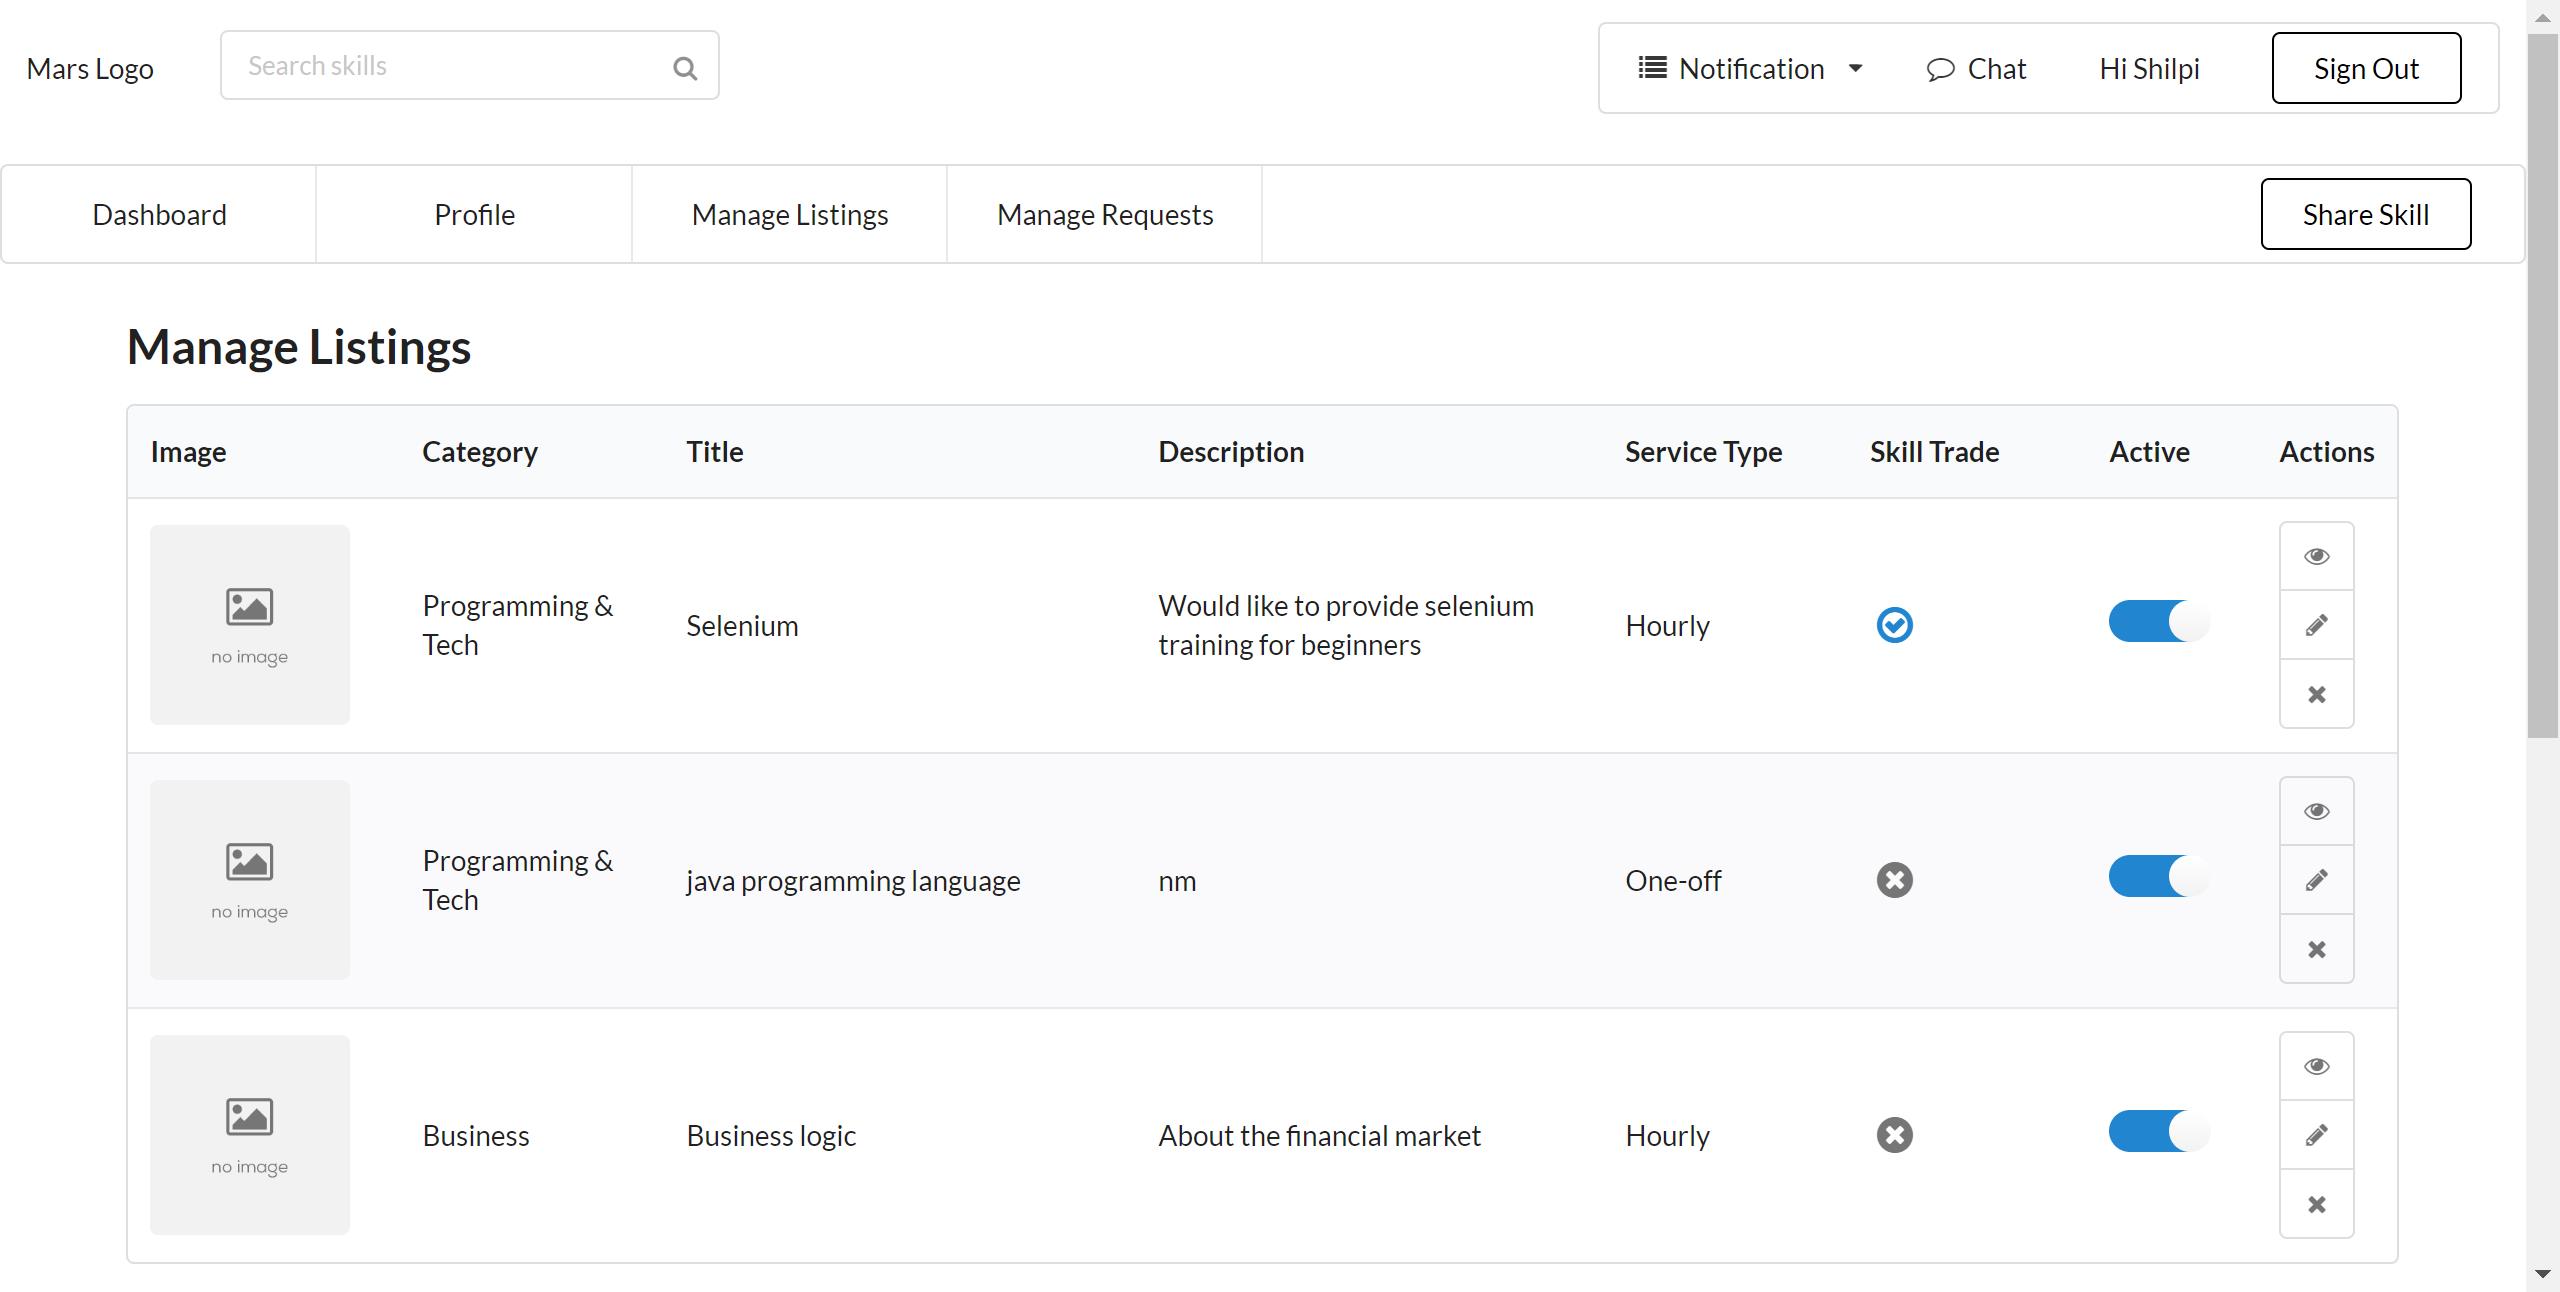 Mars Logo
Search skills
Notification
Chat
Hi Shilpi
Sign Out
Dashboard
Profile
Manage Listings
Manage Requests
Share Skill
Manage Listings
Image
Category
Title
Description
Service Type
Skill Trade
Active
Actions
no image
Programming &
Tech
Selenium
Would like to provide selenium
training for beginners
Hourly
no image
Programming &
Tech
java programming language
nm
One-off
no image
Business
Business logic
About the financial market
Hourly